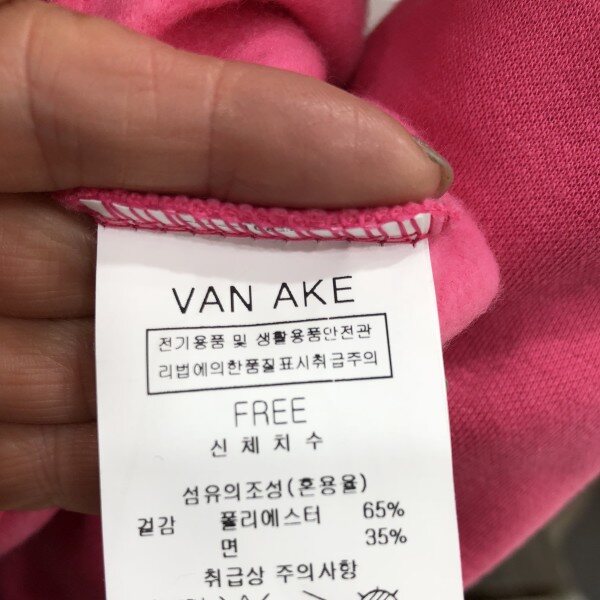 VAN AKE
전기용품 및 생활용품안전관
리법에의한품질표시취급주의
FREE
신체치수
섬유의조성(혼용율)
겉감 폴리에스터 65%
면 35%
취급상 주의사항